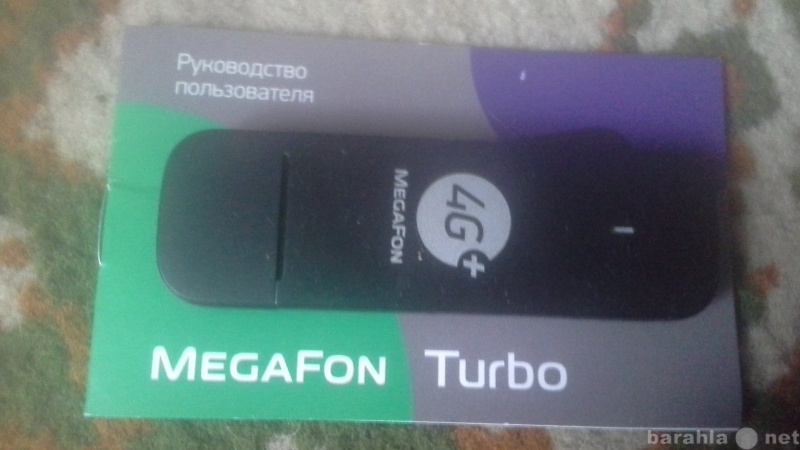 Руководство
пользователя
4G+
MEGAFON
MEGAFON Turbo
barahla net